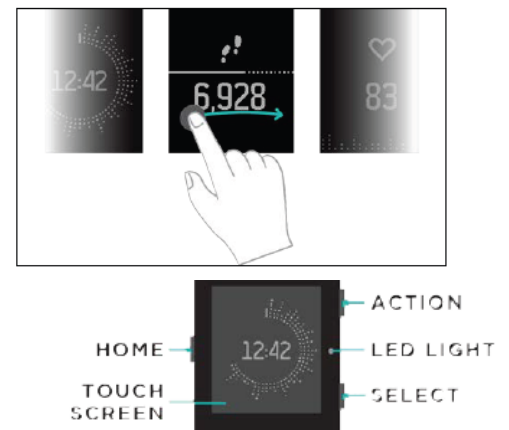 12:42
6,928
83
ACTION
HOME
12:42
LED LIGHT
TOUCH
SCREEN
SELECT